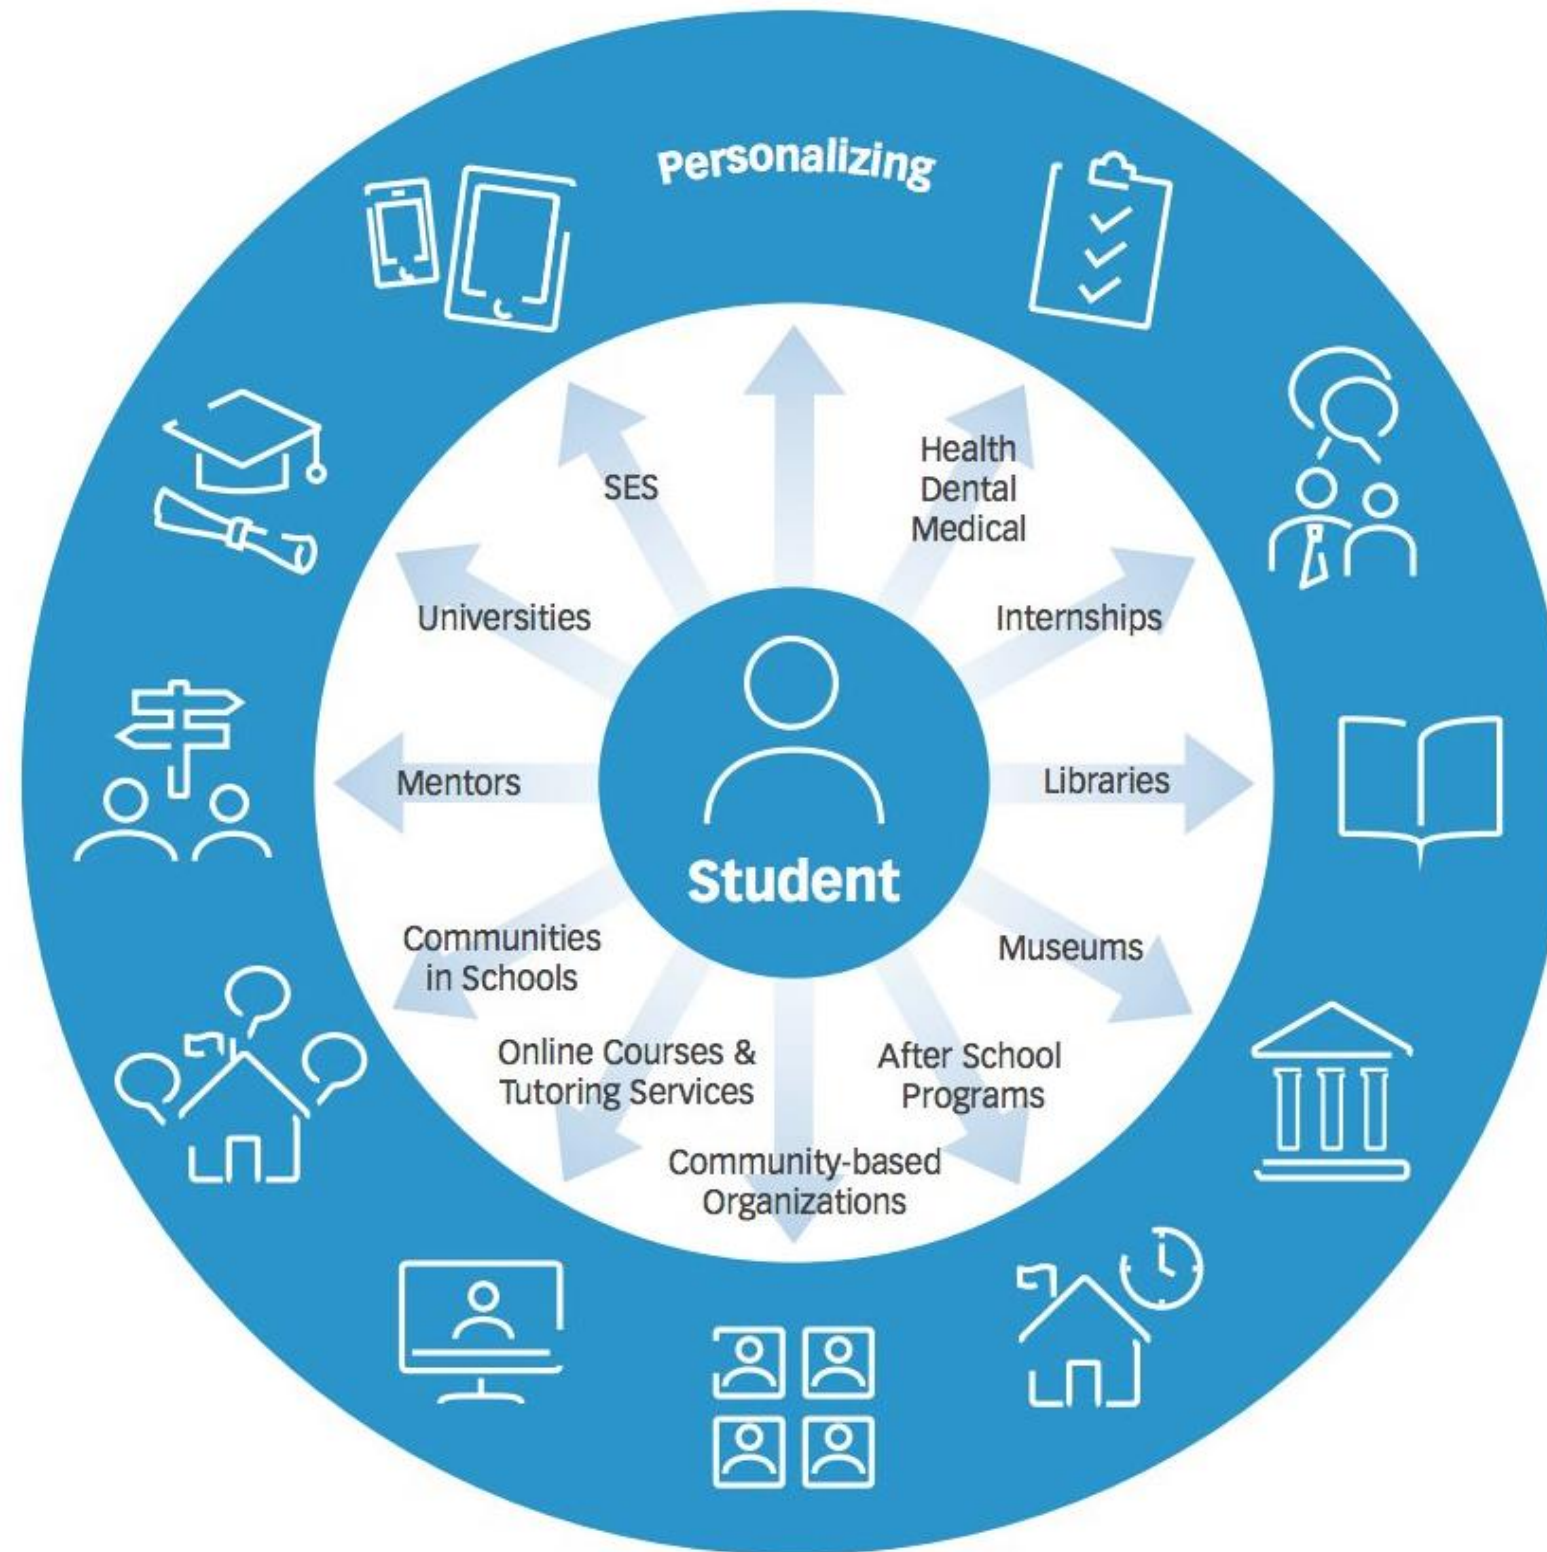 Personalizing
Health
Dental
Medical
SES
Internships
Universities
Libraries
Mentors
Student
Museums
Communities
in Schools
Online Courses &
Tutoring Services
After School
Programs
Community-based
Organizations